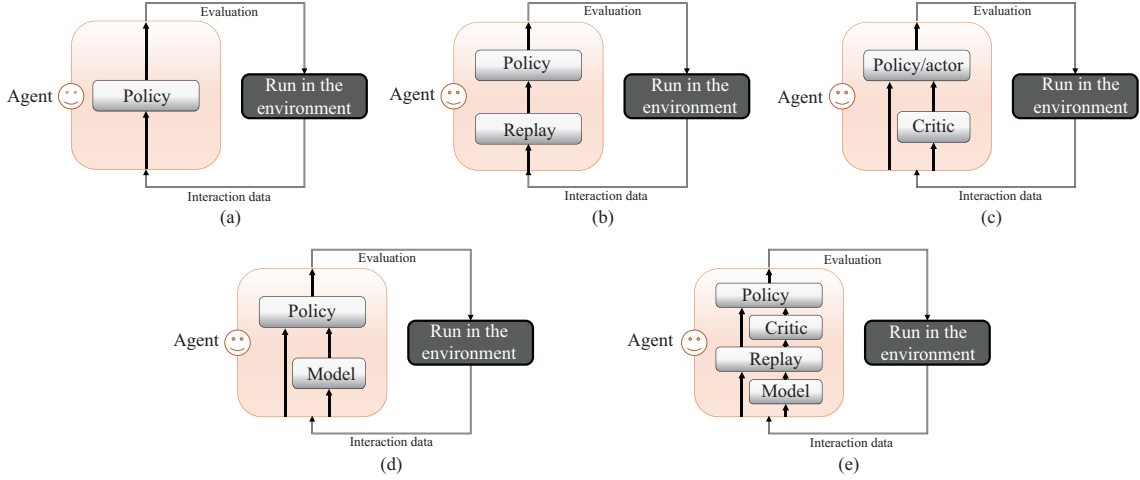 Evaluation
Policy
Agent
Run in the
environment
Interaction data
(a)
Evaluation
Policy
Agent
Run in the
environment
Replay
Interaction data
(b)
Evaluation
Policy/actor
Agent
Run in the
environment
Critic
Interaction data
(c)
Evaluation
Policy
Agent
Run in the
environment
Model
Interaction data
(d)
Evaluation
Policy
Critic
Agent
Run in the
environment
Replay
Model
Interaction data
(e)